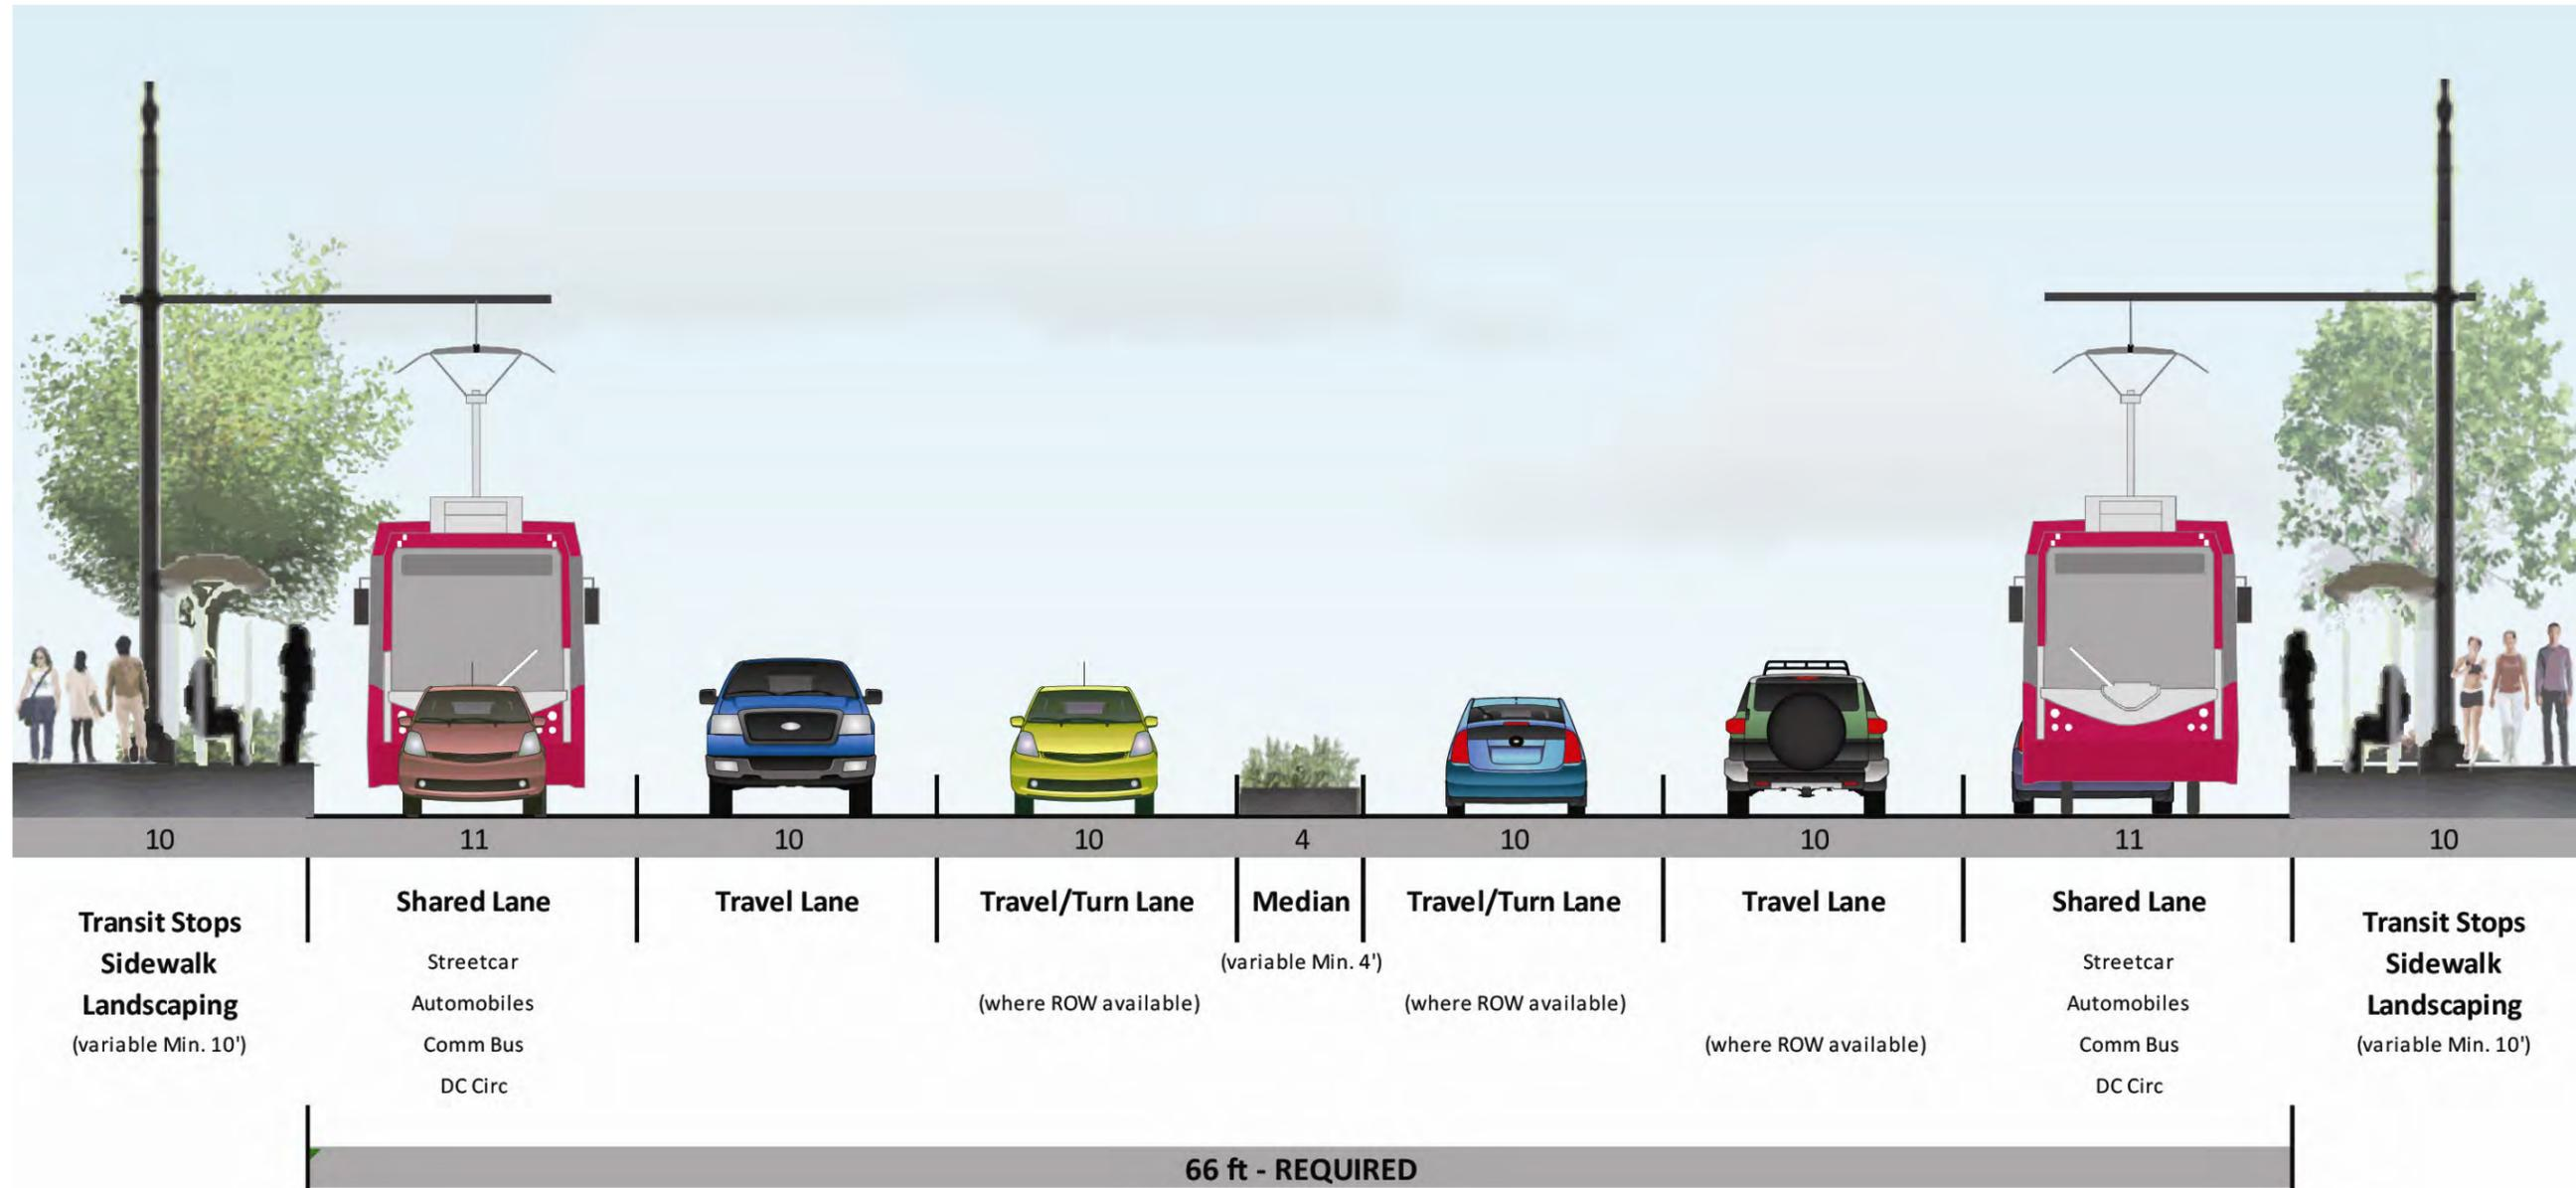 10 11 10 10 4 10 10 11 10
Transit Stops
Sidewalk
Landscaping
(variable Min. 10')
Shared Lane
Streetcar
Automobiles
Comm Bus
DC Circ
Travel Lane
Travel/Turn Lane
(where ROW available)
Median
(variable Min. 4')
Travel/Turn Lane
(where ROW available)
Travel Lane
(where ROW available)
Shared Lane
Streetcar
Automobiles
Comm Bus
DC Circ
Transit Stops
Sidewalk
Landscaping
(variable Min. 10')
66 ft - REQUIRED